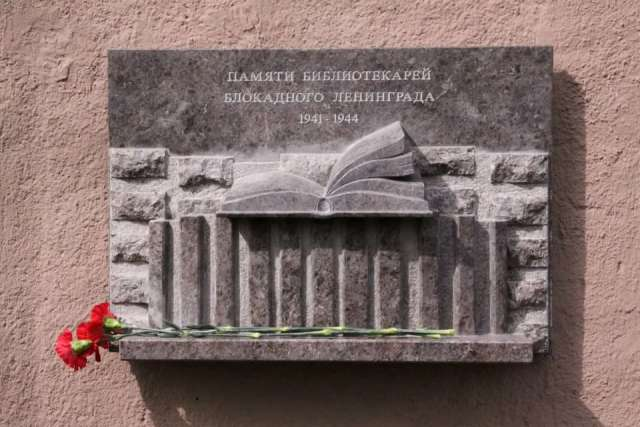 ПАМЯТИ БИБЛИОТЕКАРЕЙ
БЛОКАДНОГО ЛЕНИНГРАДА
1941 - 1944